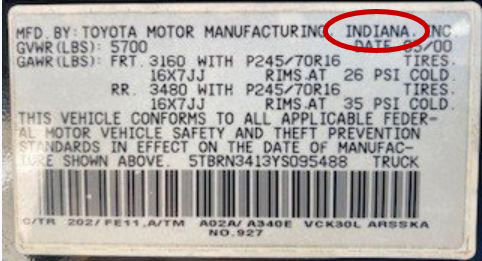 MFD. BY: TOYOTA MOTOR MANUFACTURING, INDIANA, INC.
GVWR(LBS): 5700 DATE 05/00
GAWR(LBS): FRT. 3160 WITH P245/70R16 TIRES.
16X7JJ RIMS.AT 26 PSI COLD.
RR. 3480 WITH P245/70R16 TIRES.
16X7JJ RIMS.AT 35 PSI COLD.
THIS VEHICLE CONFORMS TO ALL APPLICABLE FEDER-
AL MOTOR VEHICLE SAFETY AND THEFT PREVENTION
STANDARDS IN EFFECT ON THE DATE OF MANUFAC-
TURE SHOWN ABOVE. 5TBRN3413YS095488 TRUCK
C/TR 202/FE11,A/TM A02A/A340E VCK30L ARSSKA
NO.927